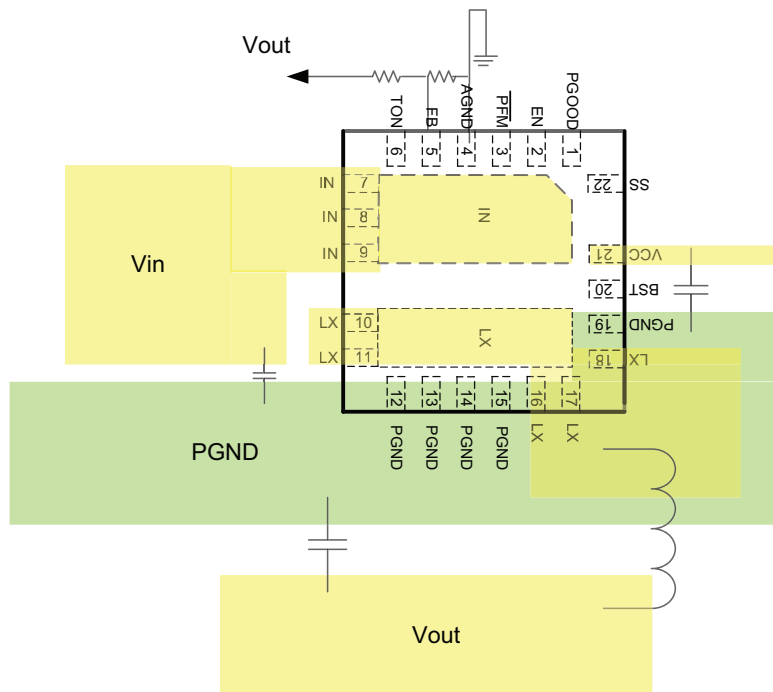 Vout
TON
FB
AGND
PFM
EN
PGOOD
6
5
4
3
2
1
IN
7
22
SS
IN
8
IN
Vin
IN
9
21
VCC
20
BST
LX
10
19
PGND
LX
11
LX
18
LX
12
13
14
15
16
17
PGND
PGND
PGND
PGND
PGND
LX
LX
Vout